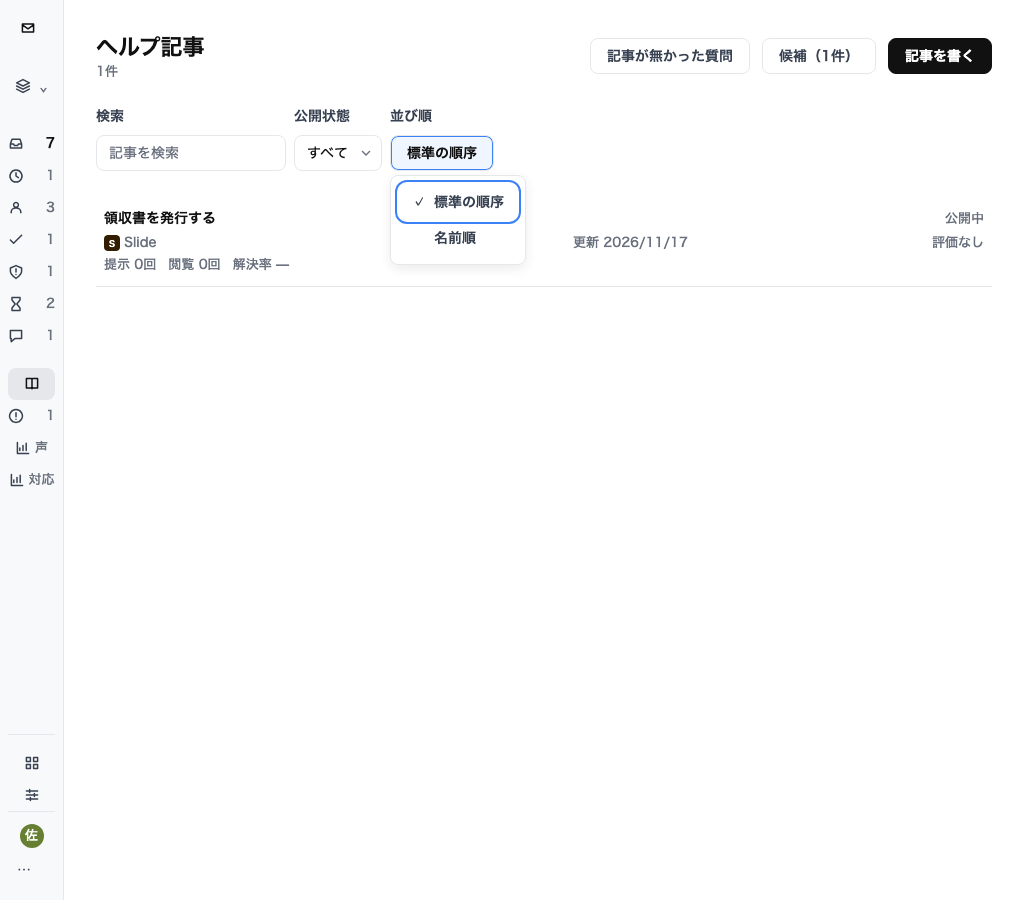 ヘルプ記事
1件
記事が無かった質問
候補（1件）
記事を書く
検索
公開状態
並び順
記事を検索
すべて
標準の順序
✓ 標準の順序
名前順
領収書を発行する
S Slide
提示 0回 閲覧 0回 解決率 —
更新 2026/11/17
公開中
評価なし
7
1
3
1
1
2
1
1
声
対応
佐
…